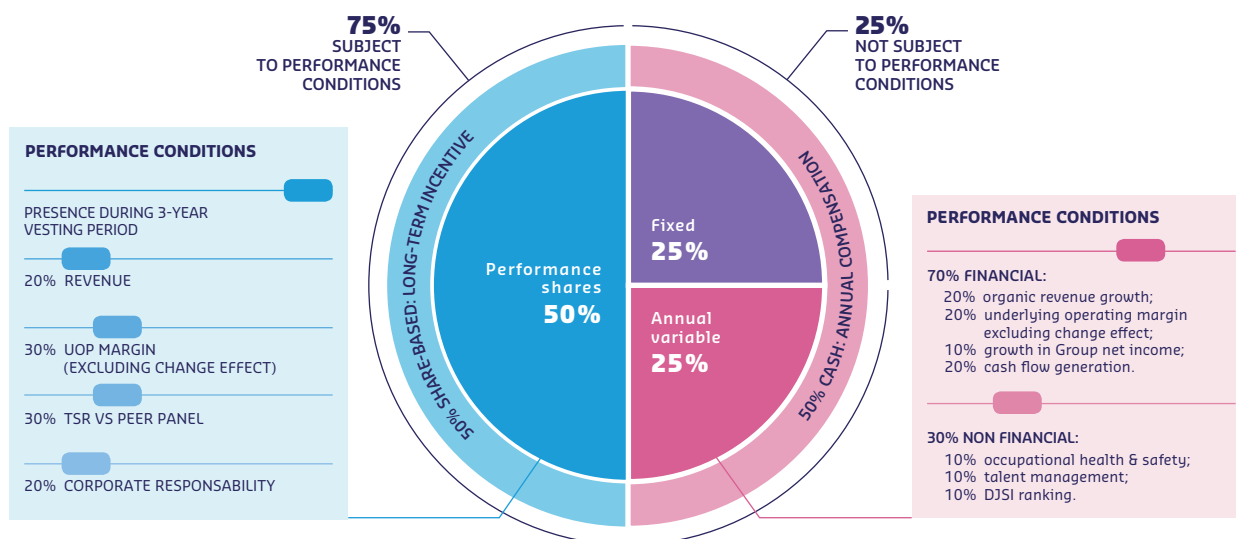 75%
SUBJECT
TO PERFORMANCE
CONDITIONS
25%
NOT SUBJECT
TO PERFORMANCE
CONDITIONS
PERFORMANCE CONDITIONS
PRESENCE DURING 3-YEAR
VESTING PERIOD
20% REVENUE
30% UOP MARGIN
(EXCLUDING CHANGE EFFECT)
30% TSR VS PEER PANEL
20% CORPORATE RESPONSABILITY
50% SHARE-BASED: LONG-TERM INCENTIVE
Performance
shares
50%
Fixed
25%
Annual
variable
25%
50% CASH: ANNUAL COMPENSATION
PERFORMANCE CONDITIONS
70% FINANCIAL:
20% organic revenue growth;
20% underlying operating margin
excluding change effect;
10% growth in Group net income;
20% cash flow generation.
30% NON FINANCIAL:
10% occupational health & safety;
10% talent management;
10% DJSI ranking.